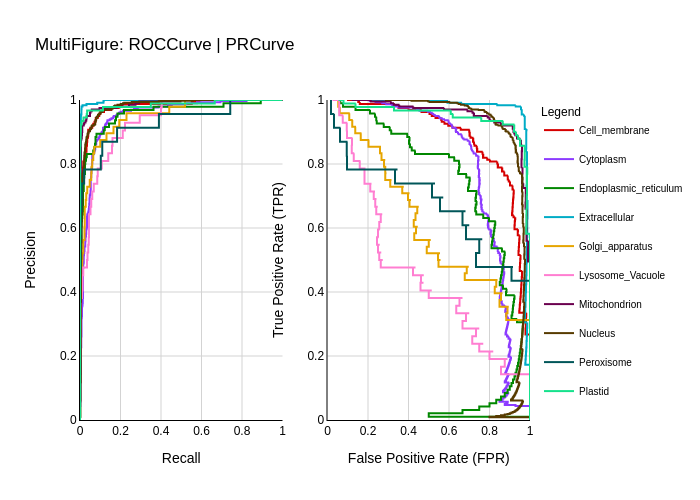 MultiFigure: ROCCurve | PRCurve
1
0.8
0.6
0.4
0.2
0
0
0.2
0.4
0.6
0.8
1
Precision
Recall
1
0.8
0.6
0.4
0.2
0
0
0.2
0.4
0.6
0.8
1
True Positive Rate (TPR)
False Positive Rate (FPR)
Legend
Cell_membrane
Cytoplasm
Endoplasmic_reticulum
Extracellular
Golgi_apparatus
Lysosome_Vacuole
Mitochondrion
Nucleus
Peroxisome
Plastid